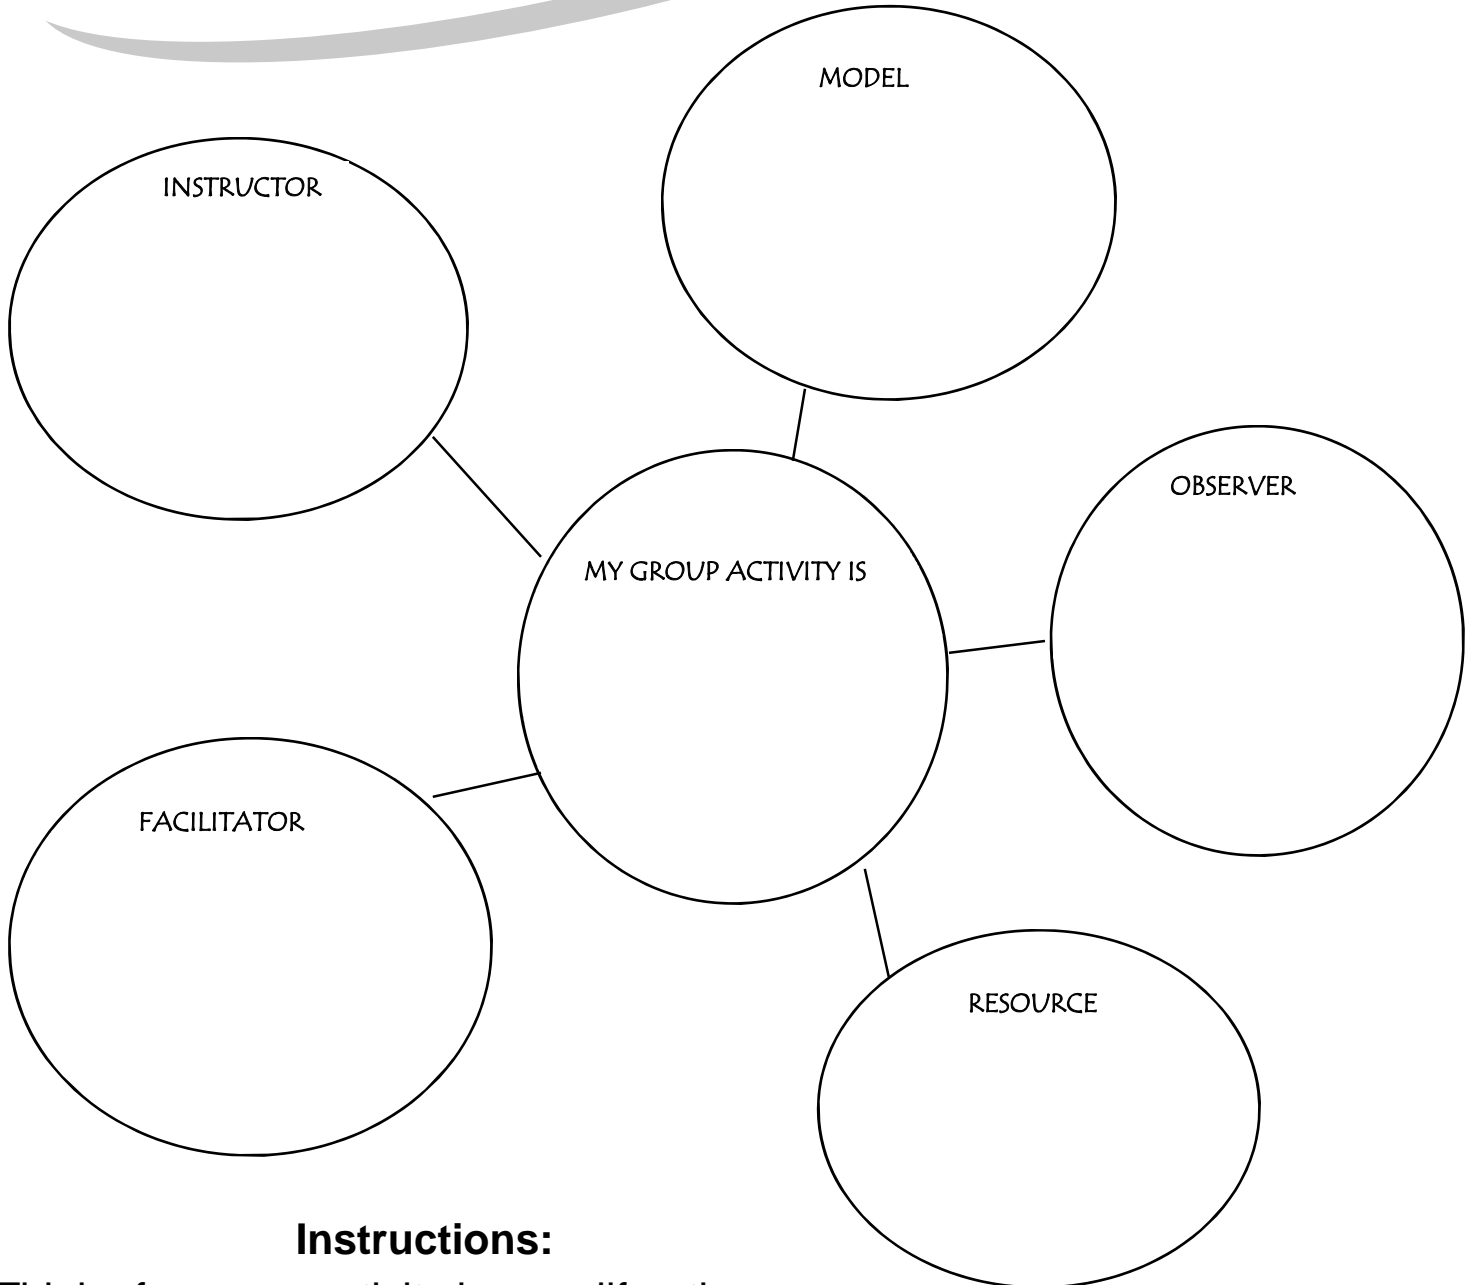 MODEL
INSTRUCTOR
OBSERVER
MY GROUP ACTIVITY IS
FACILITATOR
RESOURCE
Instructions: